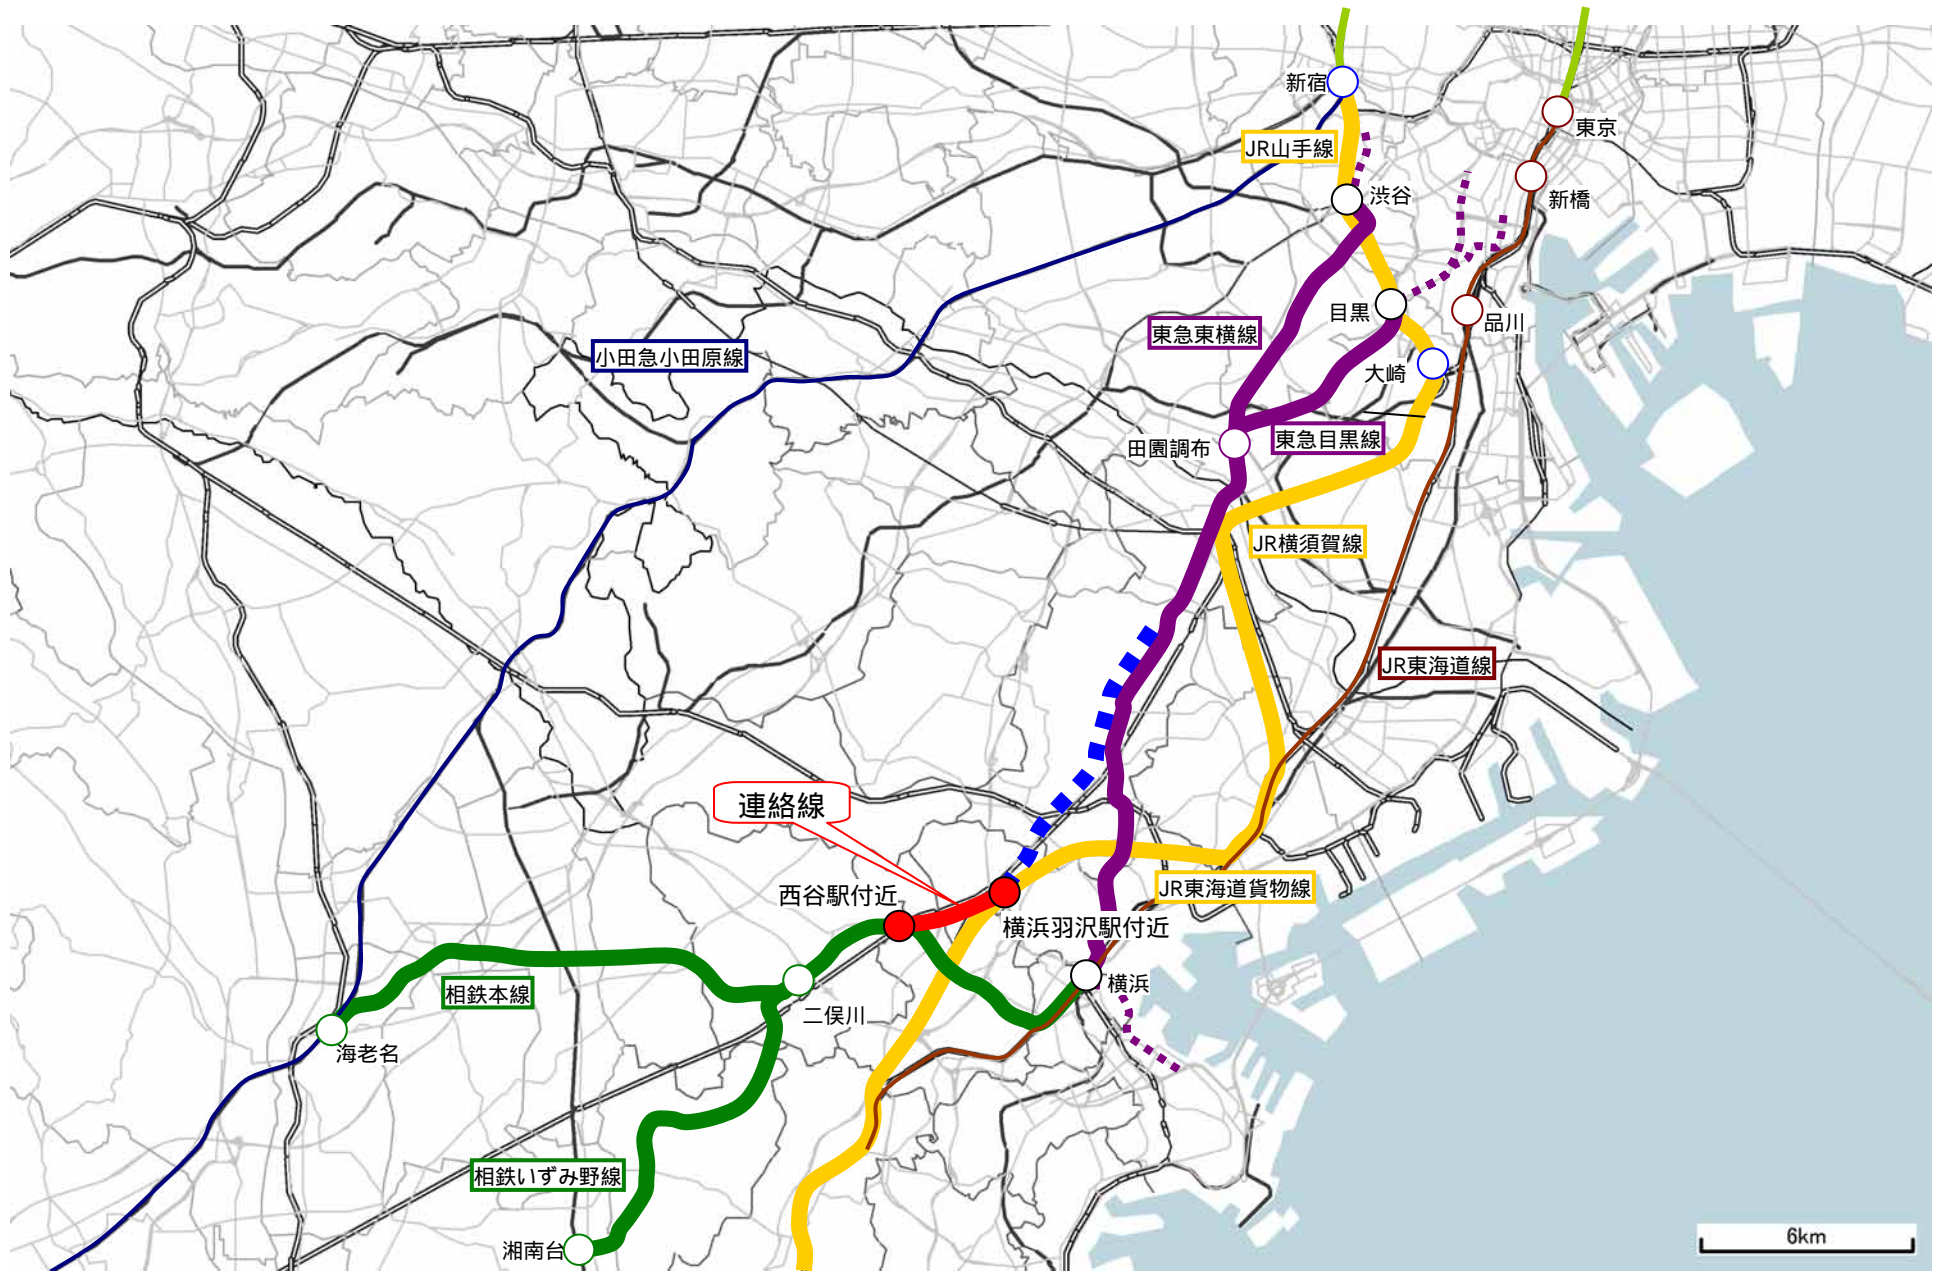 新宿
東京
JR山手線
渋谷
新橋
目黒
品川
東急東横線
小田急小田原線
大崎
東急目黒線
田園調布
JR横須賀線
JR東海道線
連絡線
西谷駅付近
JR東海道貨物線
横浜羽沢駅付近
横浜
相鉄本線
二俣川
海老名
相鉄いずみ野線
湘南台
6km